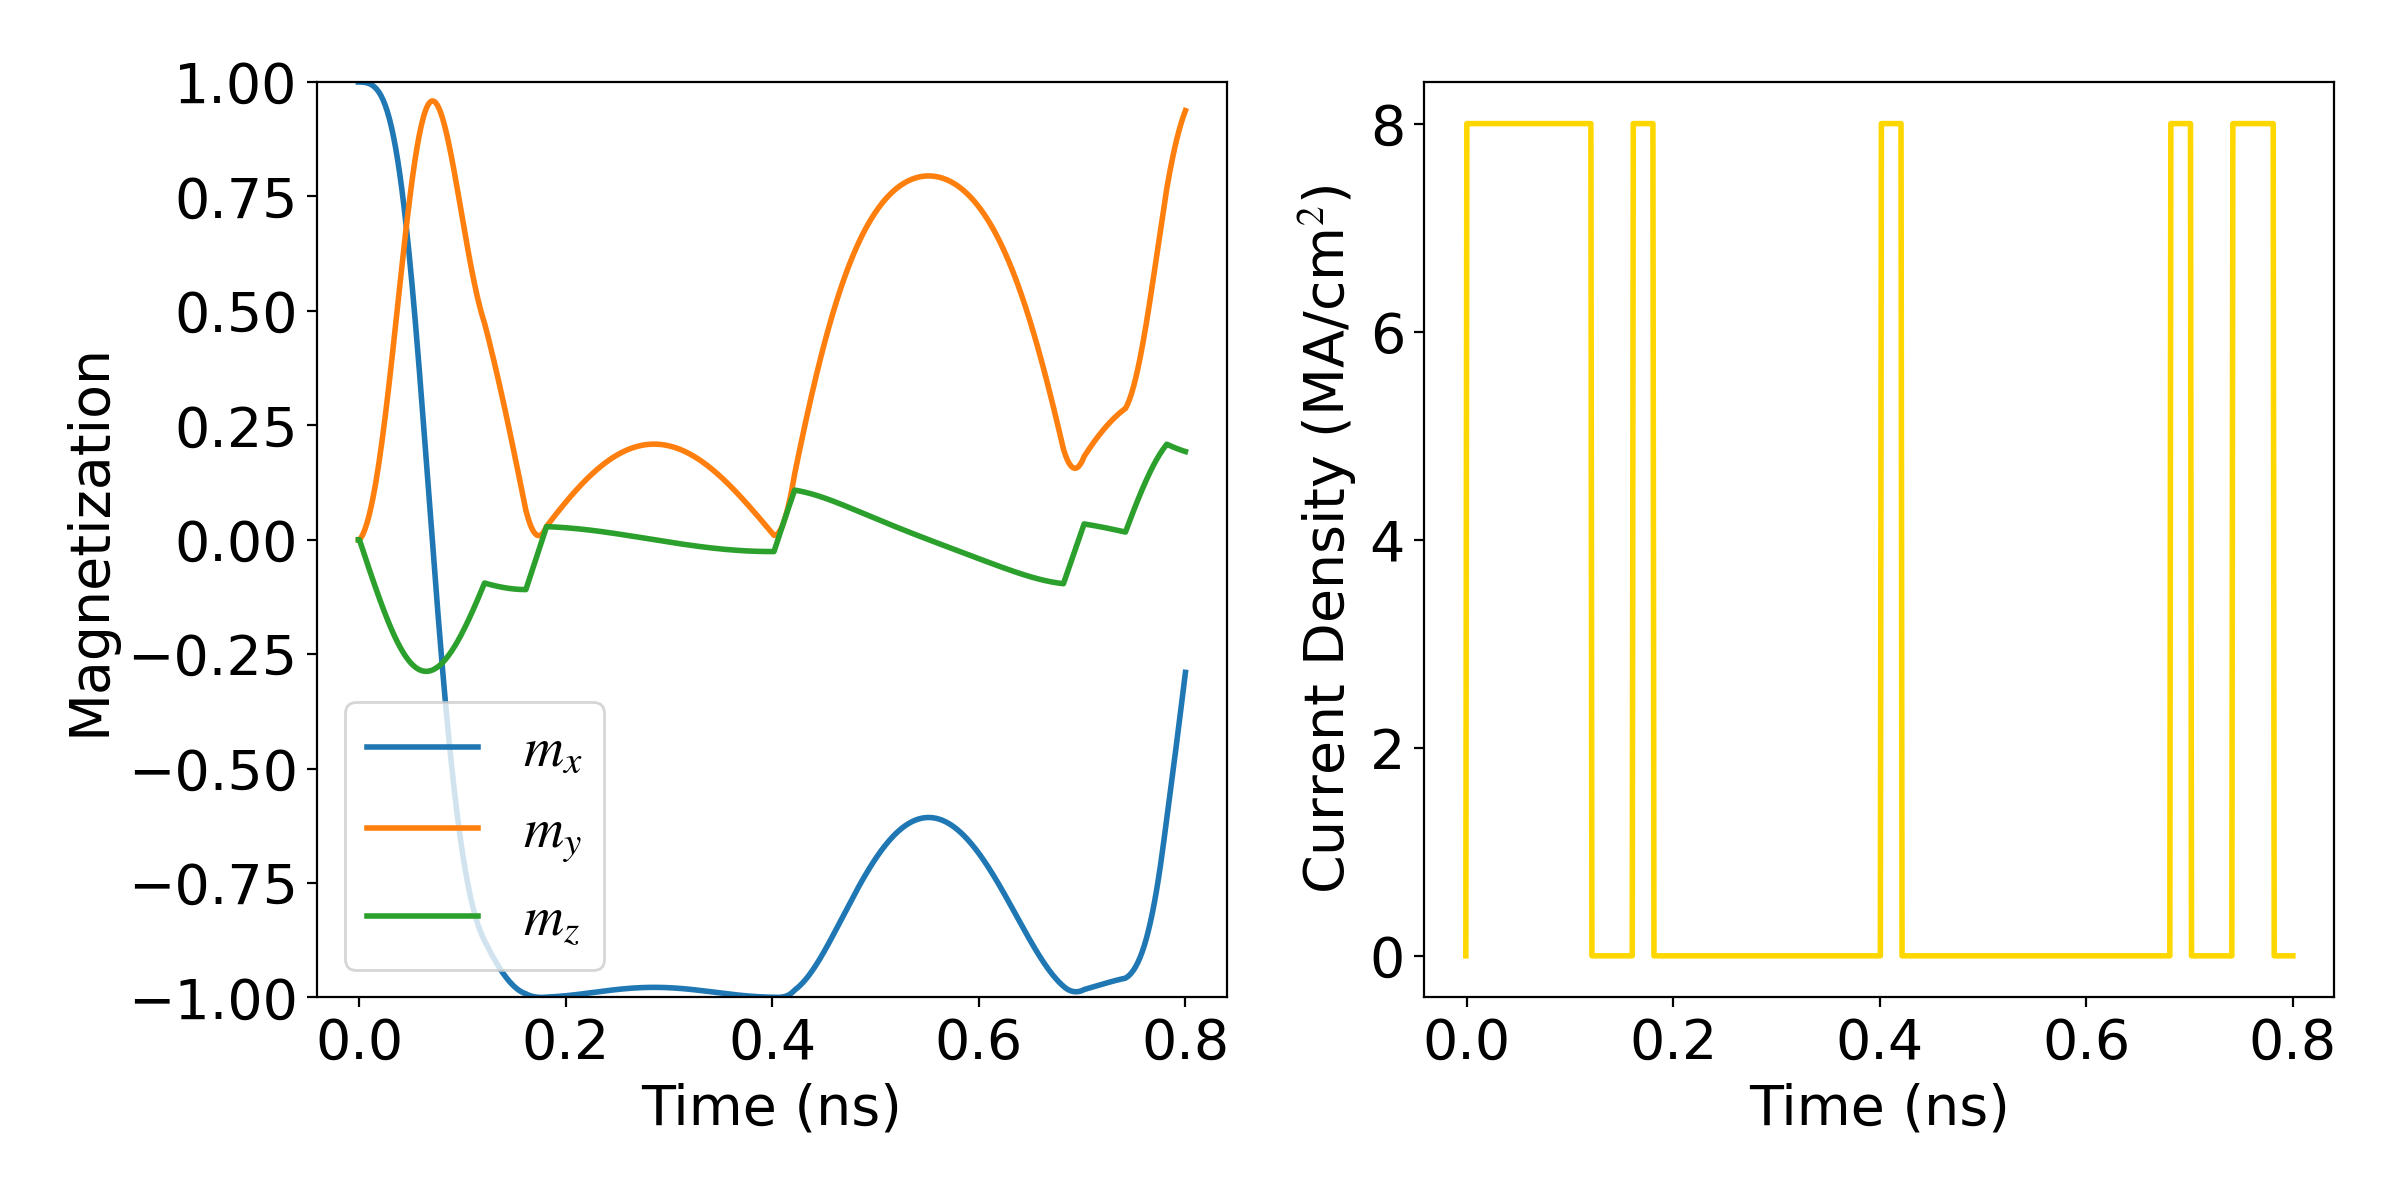 1.00
0.75
0.50
0.25
0.00
−0.25
−0.50
−0.75
−1.00
Magnetization
m_x
m_y
m_z
0.0 0.2 0.4 0.6 0.8
Time (ns)
8
6
4
2
0
Current Density (MA/cm²)
0.0 0.2 0.4 0.6 0.8
Time (ns)